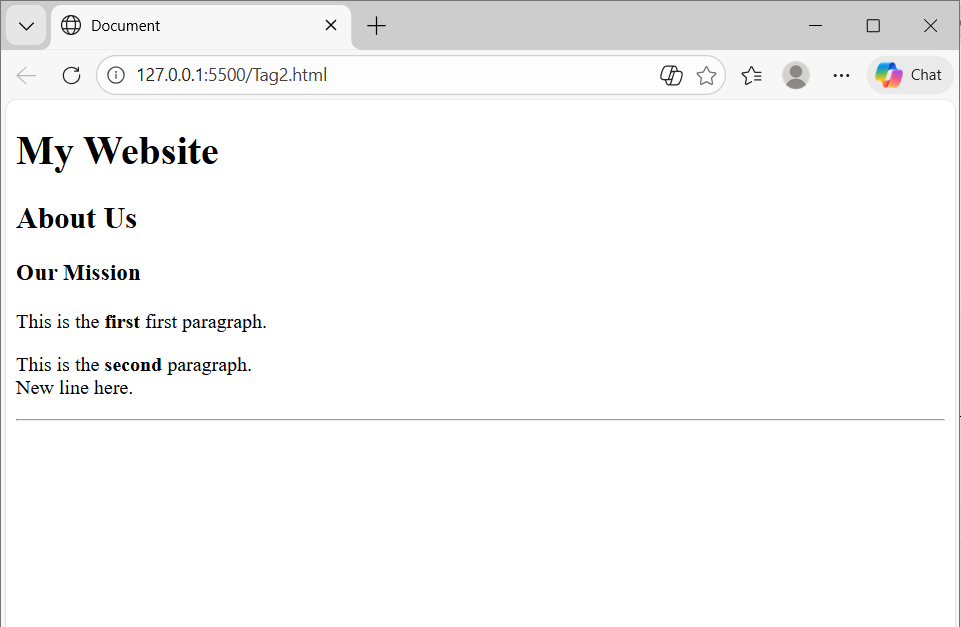 Document
127.0.0.1:5500/Tag2.html
Chat
My Website
About Us
Our Mission
This is the first first paragraph.
This is the second paragraph.
New line here.